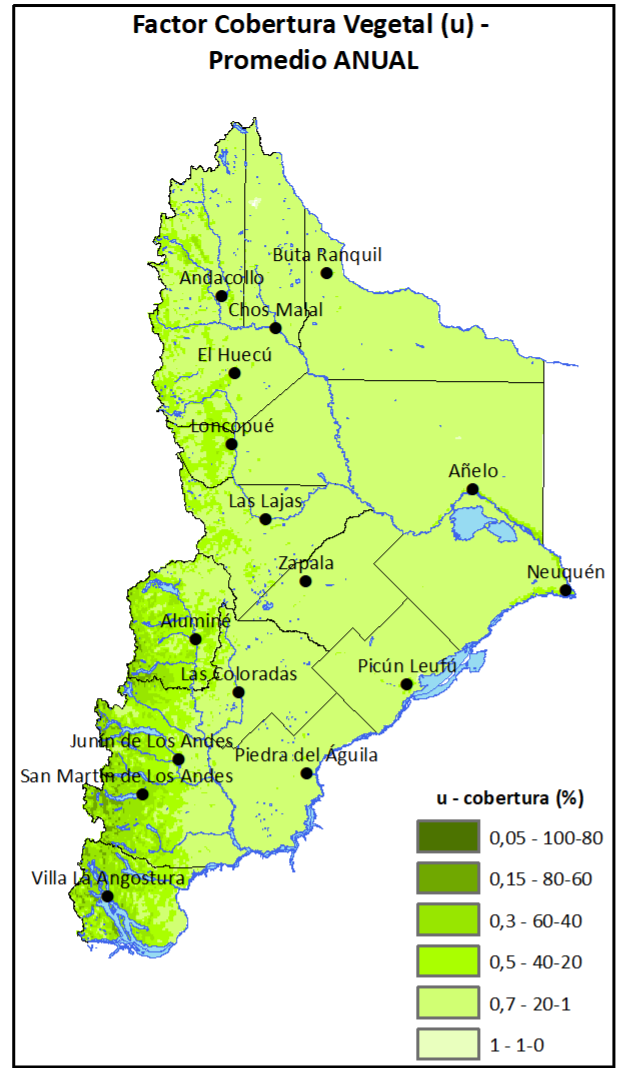 Factor Cobertura Vegetal (u) -
Promedio ANUAL
Buta Ranquil
Andacollo
Chos Malal
El Huecú
Loncopué
Añelo
Las Lajas
Zapala
Neuquén
Aluminé
Picún Leufú
Las Coloradas
Junín de Los Andes
Piedra del Águila
San Martín de Los Andes
Villa La Angostura
u - cobertura (%)
0,05 - 100-80
0,15 - 80-60
0,3 - 60-40
0,5 - 40-20
0,7 - 20-1
1 - 1-0